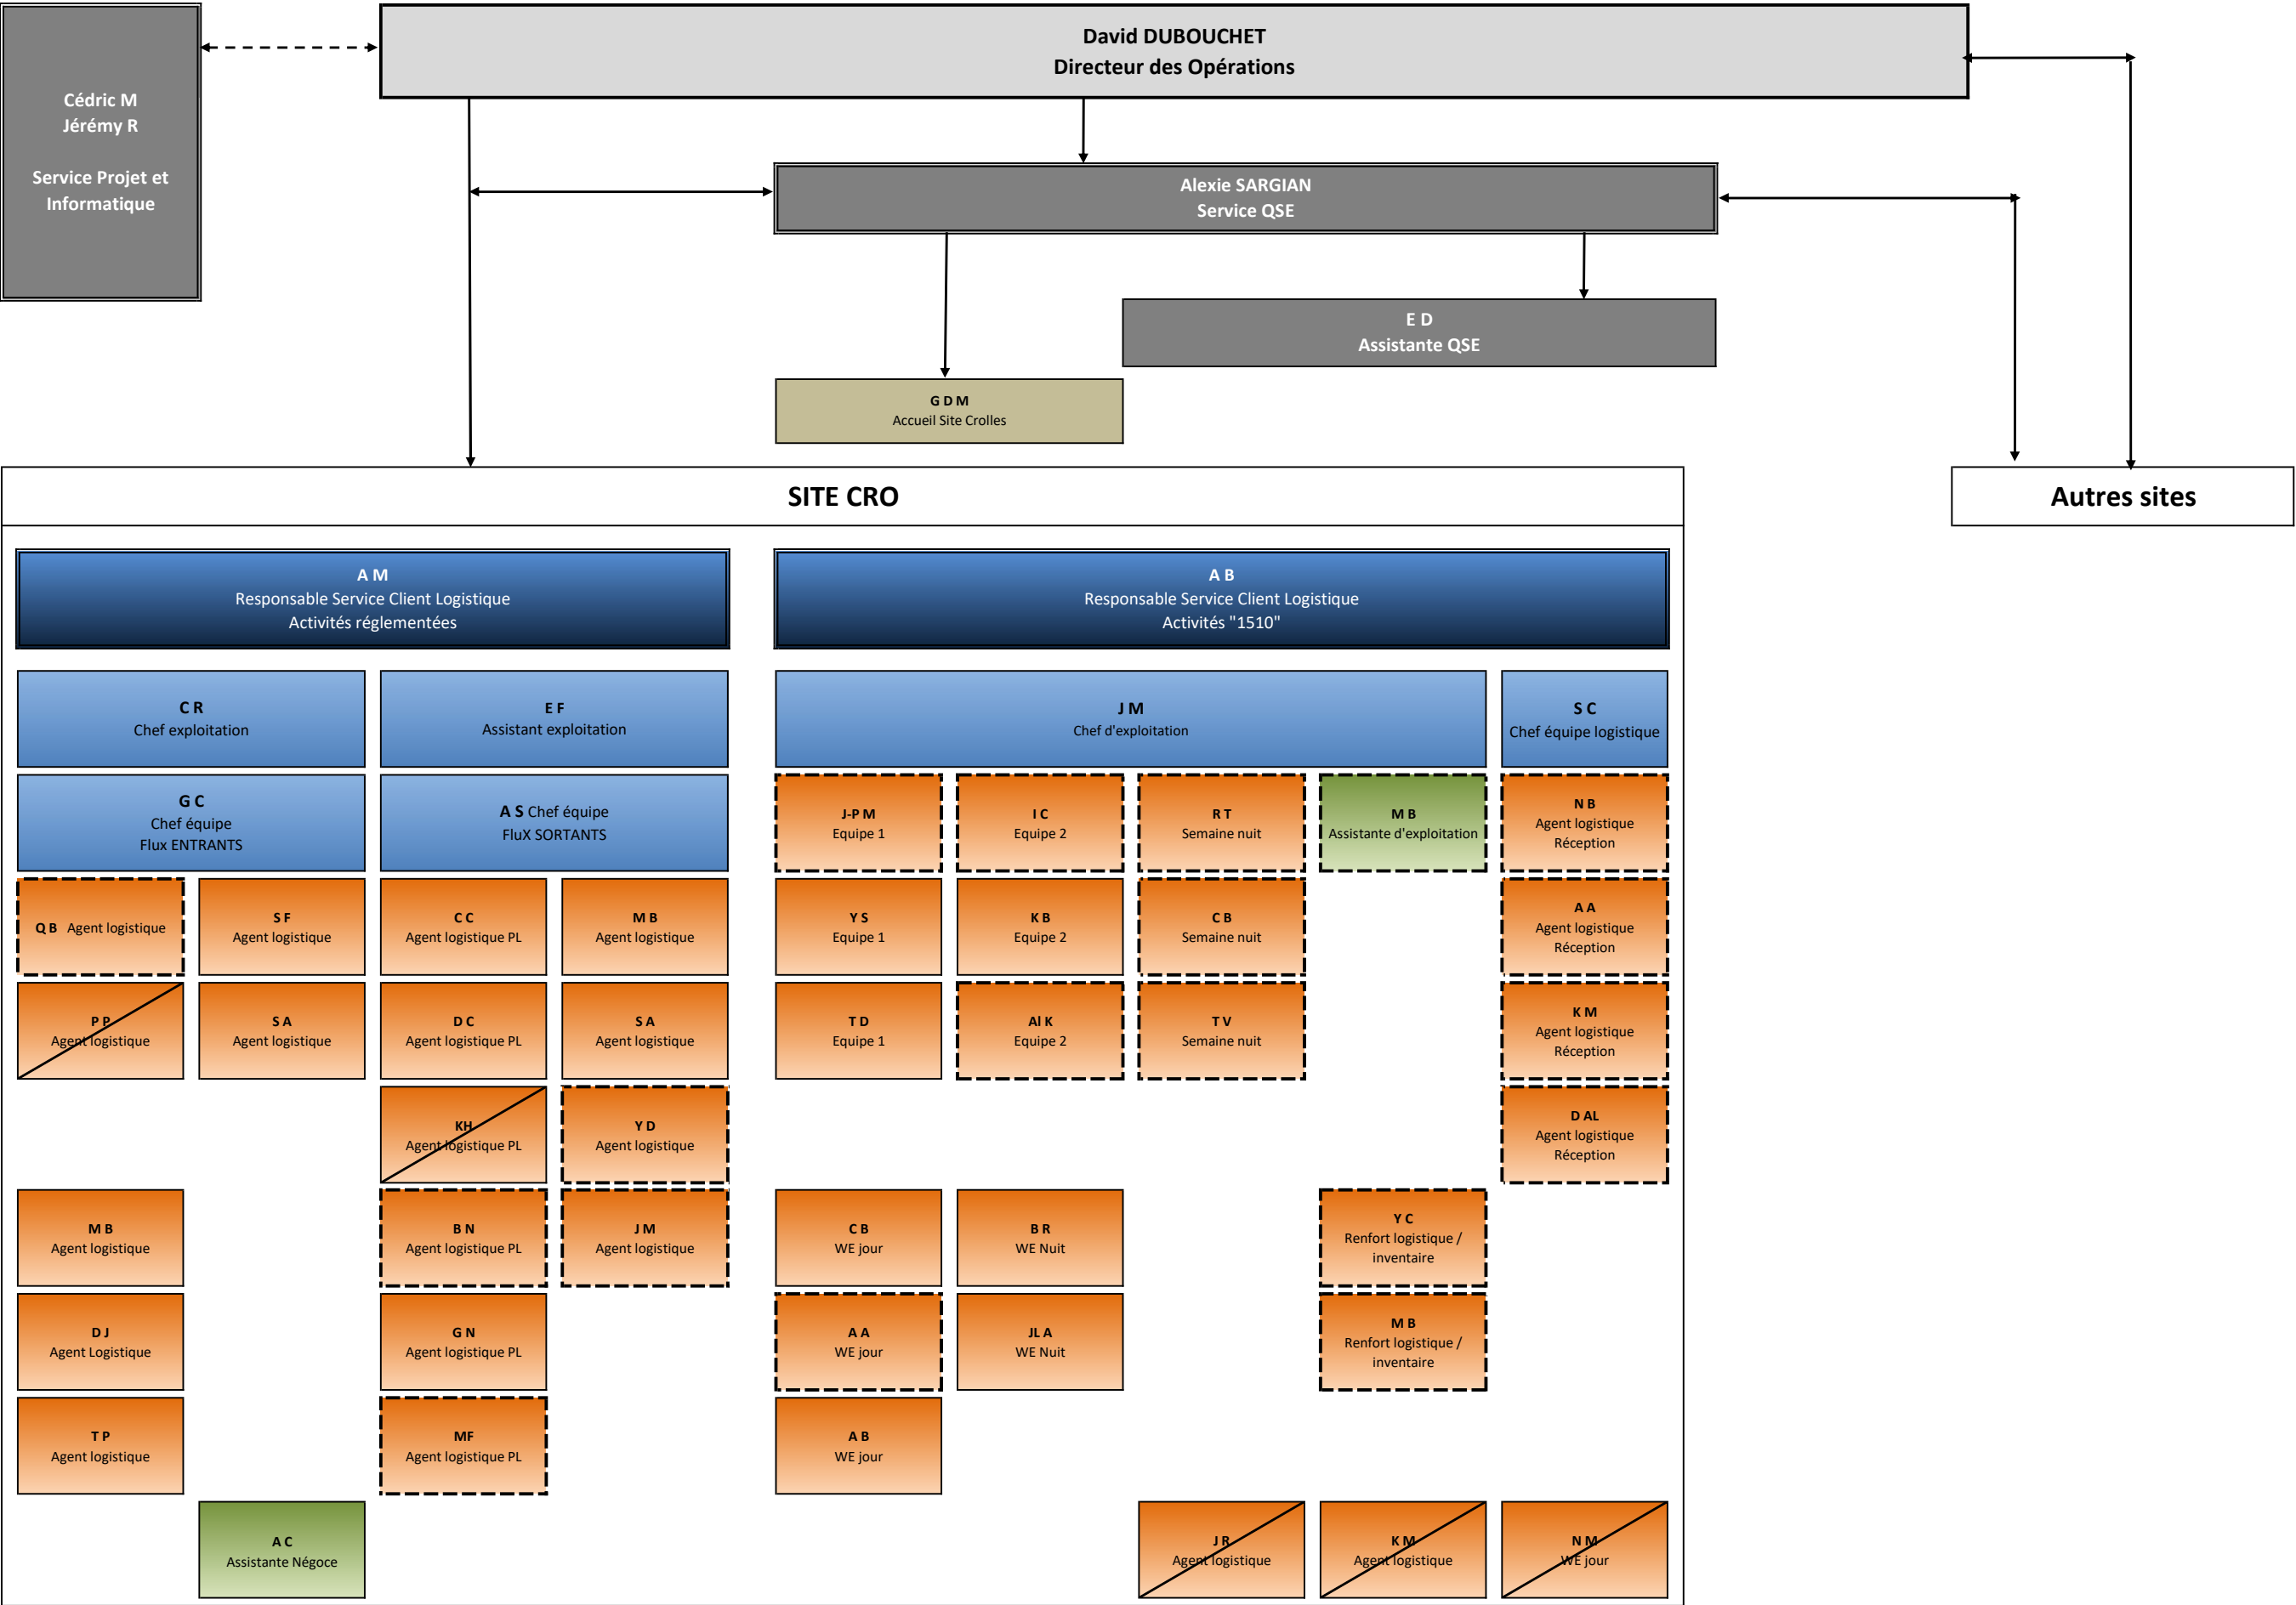 David DUBOUCHET
Directeur des Opérations
Cédric M
Jérémy R
Service Projet et
Informatique
Alexie SARGIAN
Service QSE
E D
Assistante QSE
G D M
Accueil Site Crolles
SITE CRO
Autres sites
A M
Responsable Service Client Logistique
Activités réglementées
A B
Responsable Service Client Logistique
Activités "1510"
C R
Chef exploitation
E F
Assistant exploitation
J M
Chef d'exploitation
S C
Chef équipe logistique
G C
Chef équipe
Flux ENTRANTS
A S Chef équipe
FluX SORTANTS
J-P M
Equipe 1
I C
Equipe 2
R T
Semaine nuit
M B
Assistante d'exploitation
N B
Agent logistique
Réception
Q B Agent logistique
S F
Agent logistique
C C
Agent logistique PL
M B
Agent logistique
Y S
Equipe 1
K B
Equipe 2
C B
Semaine nuit
A A
Agent logistique
Réception
P P
Agent logistique
S A
Agent logistique
D C
Agent logistique PL
S A
Agent logistique
T D
Equipe 1
Al K
Equipe 2
T V
Semaine nuit
K M
Agent logistique
Réception
KH
Agent logistique PL
Y D
Agent logistique
D AL
Agent logistique
Réception
M B
Agent logistique
B N
Agent logistique PL
J M
Agent logistique
C B
WE jour
B R
WE Nuit
Y C
Renfort logistique /
inventaire
D J
Agent Logistique
G N
Agent logistique PL
A A
WE jour
JL A
WE Nuit
M B
Renfort logistique /
inventaire
T P
Agent logistique
MF
Agent logistique PL
A B
WE jour
A C
Assistante Négoce
J R
Agent logistique
K M
Agent logistique
N M
WE jour